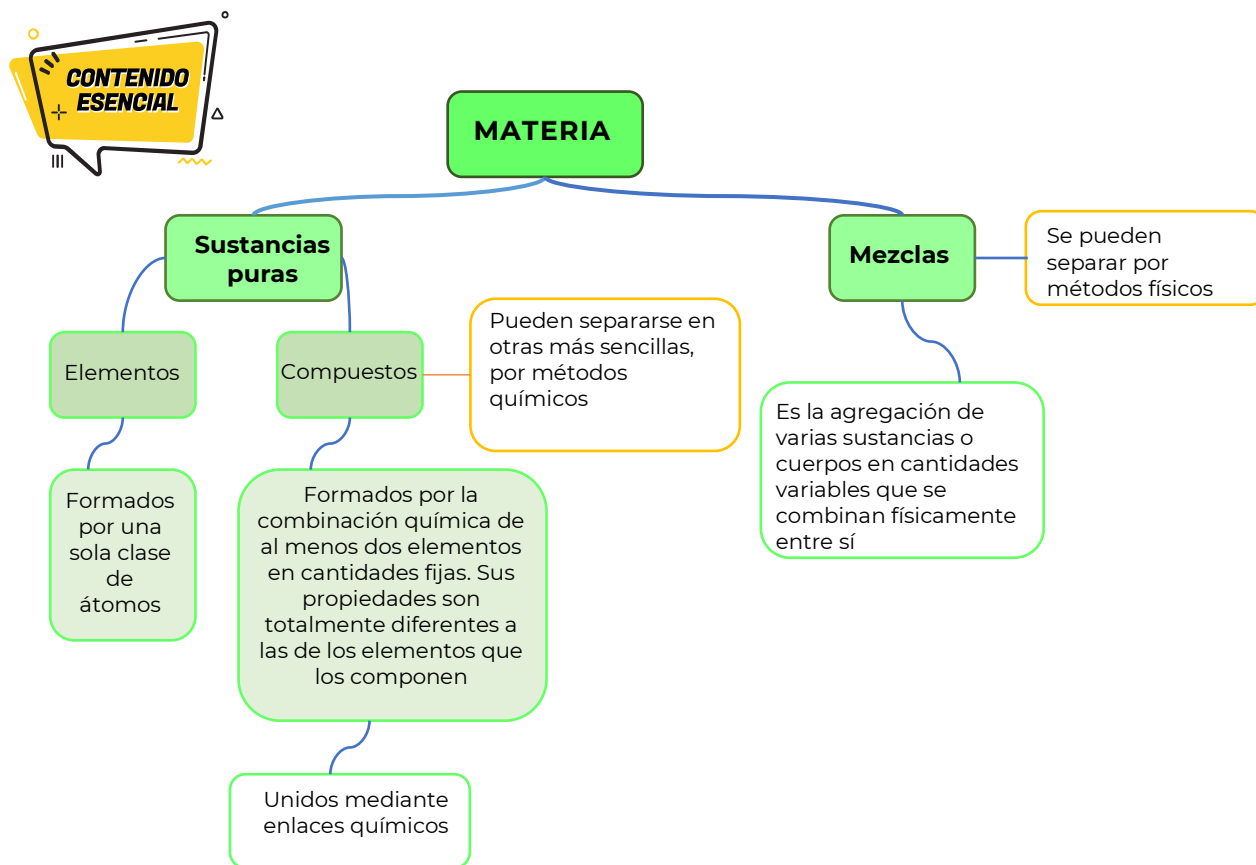 CONTENIDO
ESENCIAL
MATERIA
Sustancias
puras
Mezclas
Se pueden
separar por
métodos físicos
Elementos
Compuestos
Pueden separarse en
otras más sencillas,
por métodos
químicos
Formados
por una
sola clase
de
átomos
Formados por la
combinación química de
al menos dos elementos
en cantidades fijas. Sus
propiedades son
totalmente diferentes a
las de los elementos que
los componen
Es la agregación de
varias sustancias o
cuerpos en cantidades
variables que se
combinan físicamente
entre sí
Unidos mediante
enlaces químicos